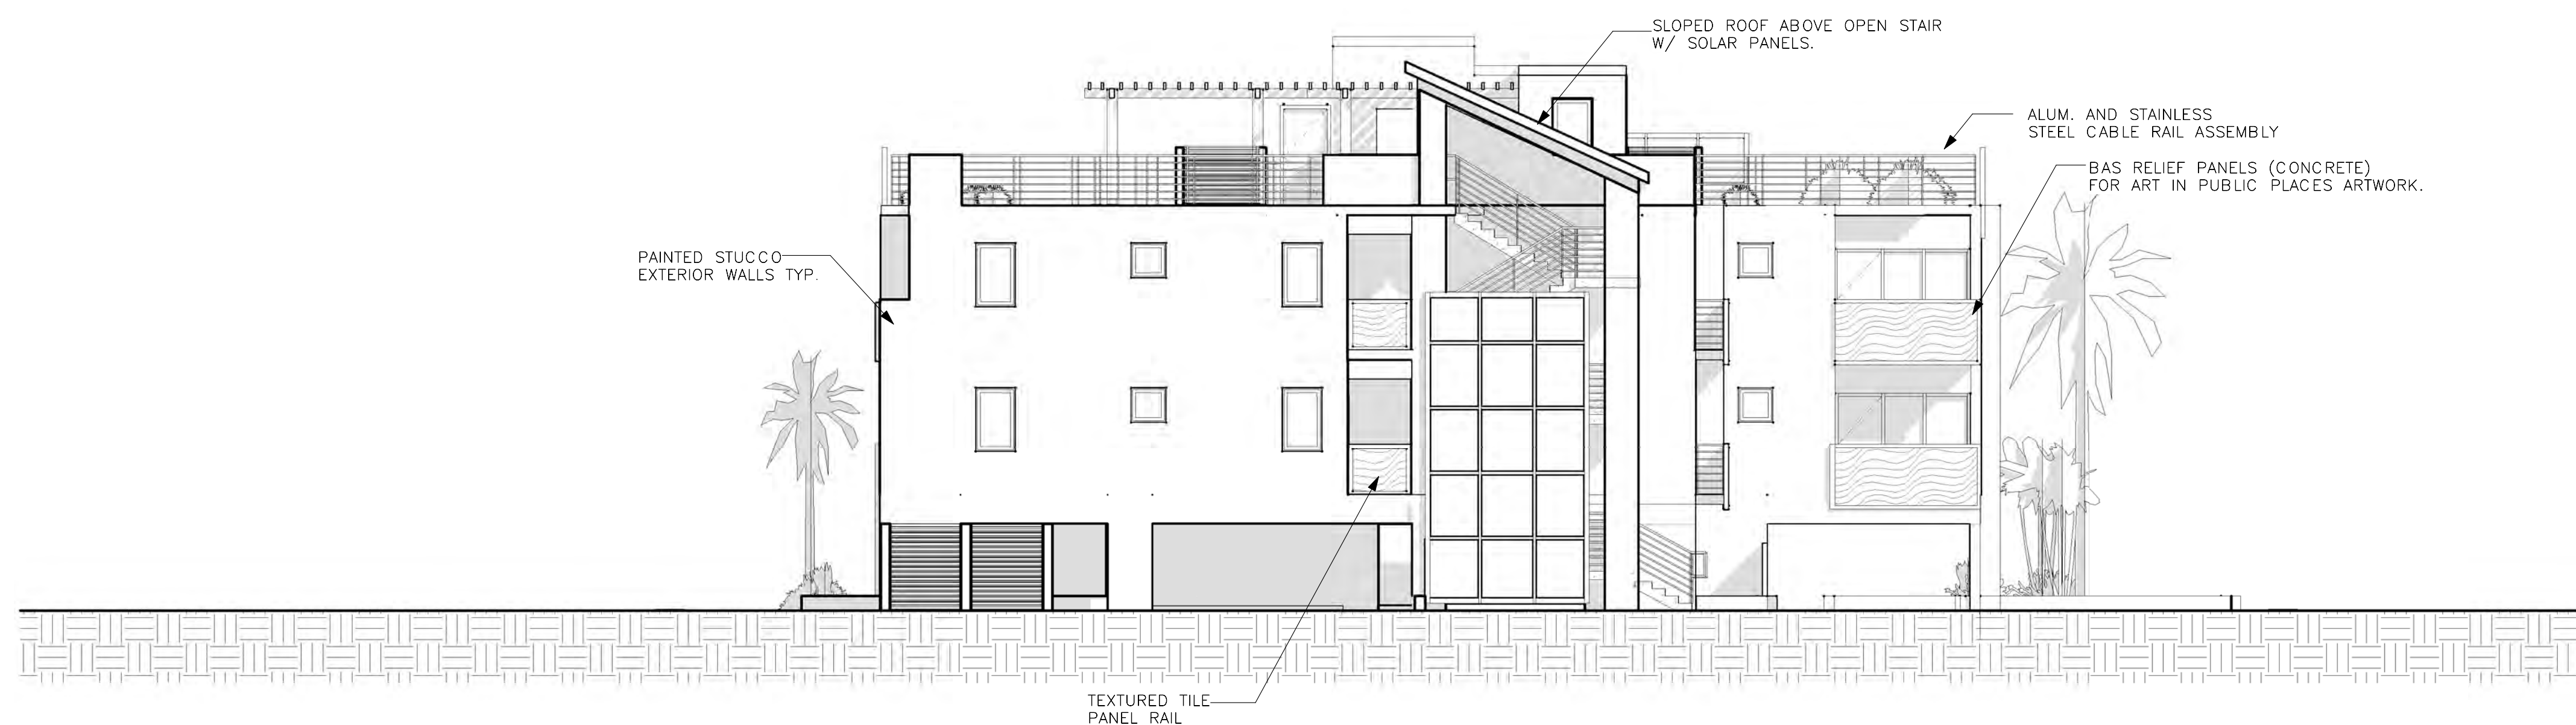 SLOPED ROOF ABOVE OPEN STAIR
W/ SOLAR PANELS.
ALUM. AND STAINLESS
STEEL CABLE RAIL ASSEMBLY
BAS RELIEF PANELS (CONCRETE)
FOR ART IN PUBLIC PLACES ARTWORK.
PAINTED STUCCO
EXTERIOR WALLS TYP.
TEXTURED TILE
PANEL RAIL